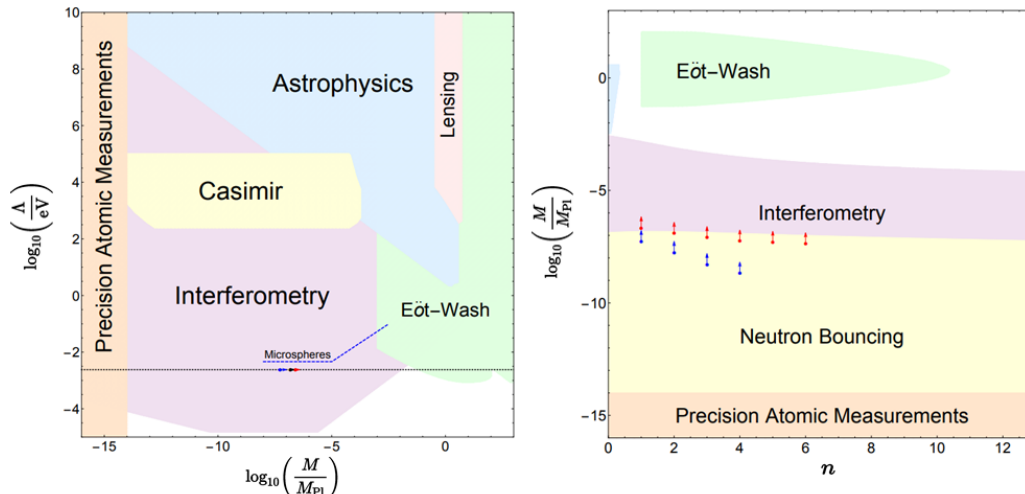 10
8
6
4
2
0
−2
−4
−15
−10
−5
0
log₁₀(Λ/eV)
log₁₀(M/M_Pl)
Precision Atomic Measurements
Astrophysics
Lensing
Casimir
Interferometry
Eöt−Wash
Microspheres
0
−5
−10
−15
0
2
4
6
8
10
12
log₁₀(M/M_Pl)
n
Eöt−Wash
Interferometry
Neutron Bouncing
Precision Atomic Measurements